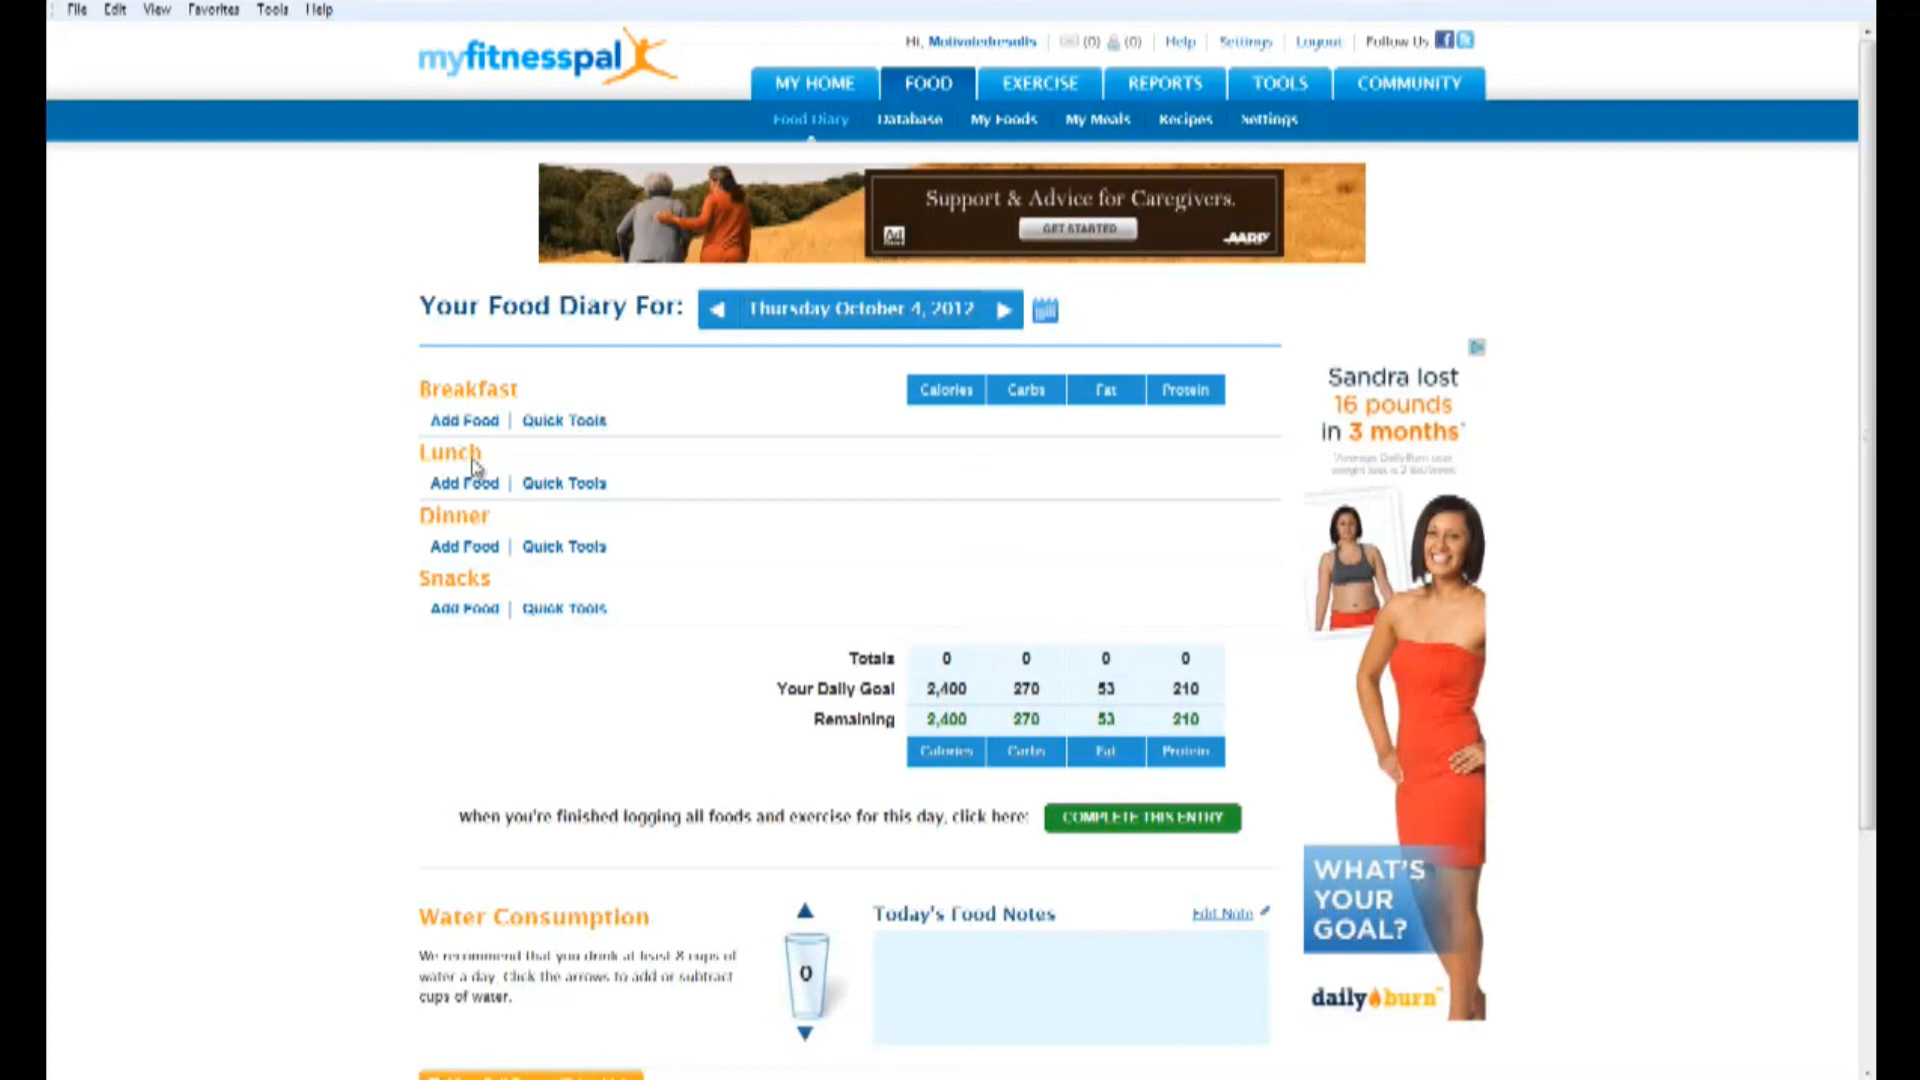 File Edit View Favorites Tools Help
myfitnesspal
Hi, Motivatedresults (0) (0) Help Settings Logout Follow Us
MY HOME FOOD EXERCISE REPORTS TOOLS COMMUNITY
Food Diary Database My Foods My Meals Recipes Settings
Support & Advice for Caregivers.
GET STARTED
Ad
AARP
Your Food Diary For: Thursday October 4, 2012
Breakfast Calories Carbs Fat Protein
Add Food | Quick Tools
Lunch
Add Food | Quick Tools
Dinner
Add Food | Quick Tools
Snacks
Add Food | Quick Tools
Totals 0 0 0 0
Your Daily Goal 2,400 270 53 210
Remaining 2,400 270 53 210
Calories Carbs Fat Protein
When you're finished logging all foods and exercise for this day, click here: COMPLETE THIS ENTRY
Water Consumption
We recommend that you drink at least 8 cups of
water a day. Click the arrows to add or subtract
cups of water.
0
Today's Food Notes Edit Note
Sandra lost
16 pounds
in 3 months*
WHAT'S
YOUR
GOAL?
dailyburn